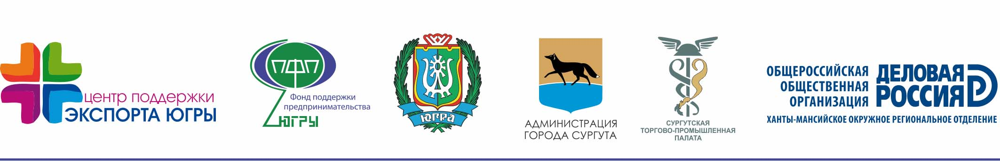 центр поддержки
ЭКСПОРТА ЮГРЫ
ПФП
Фонд поддержки
предпринимательства
ЮГРЫ
ЮГРА
АДМИНИСТРАЦИЯ
ГОРОДА СУРГУТА
СУРГУТСКАЯ
ТОРГОВО-ПРОМЫШЛЕННАЯ
ПАЛАТА
ОБЩЕРОССИЙСКАЯ
ОБЩЕСТВЕННАЯ
ОРГАНИЗАЦИЯ
ДЕЛОВАЯ
РОССИЯ
ХАНТЫ-МАНСИЙСКОЕ ОКРУЖНОЕ РЕГИОНАЛЬНОЕ ОТДЕЛЕНИЕ